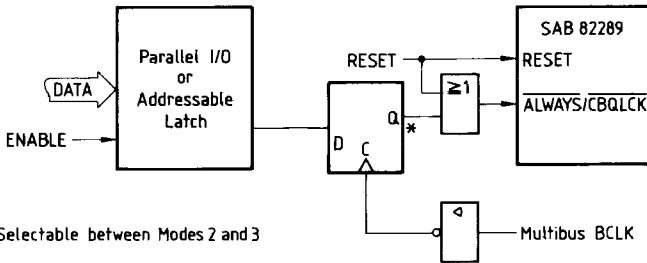 DATA
ENABLE
Parallel I/O
or
Addressable
Latch
D
C
Q
*
RESET
≧1
SAB 82289
RESET
ALWAYS/CBQLCK
Multibus BCLK
Selectable between Modes 2 and 3